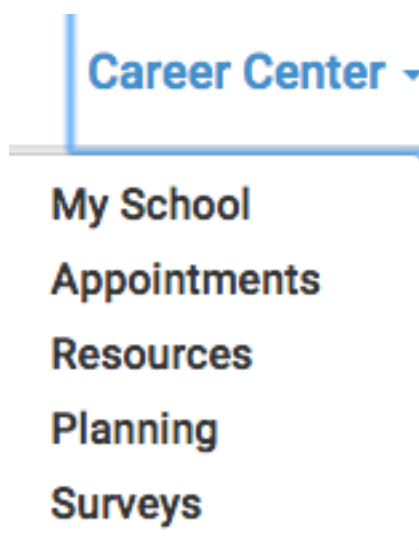 Career Center
My School
Appointments
Resources
Planning
Surveys